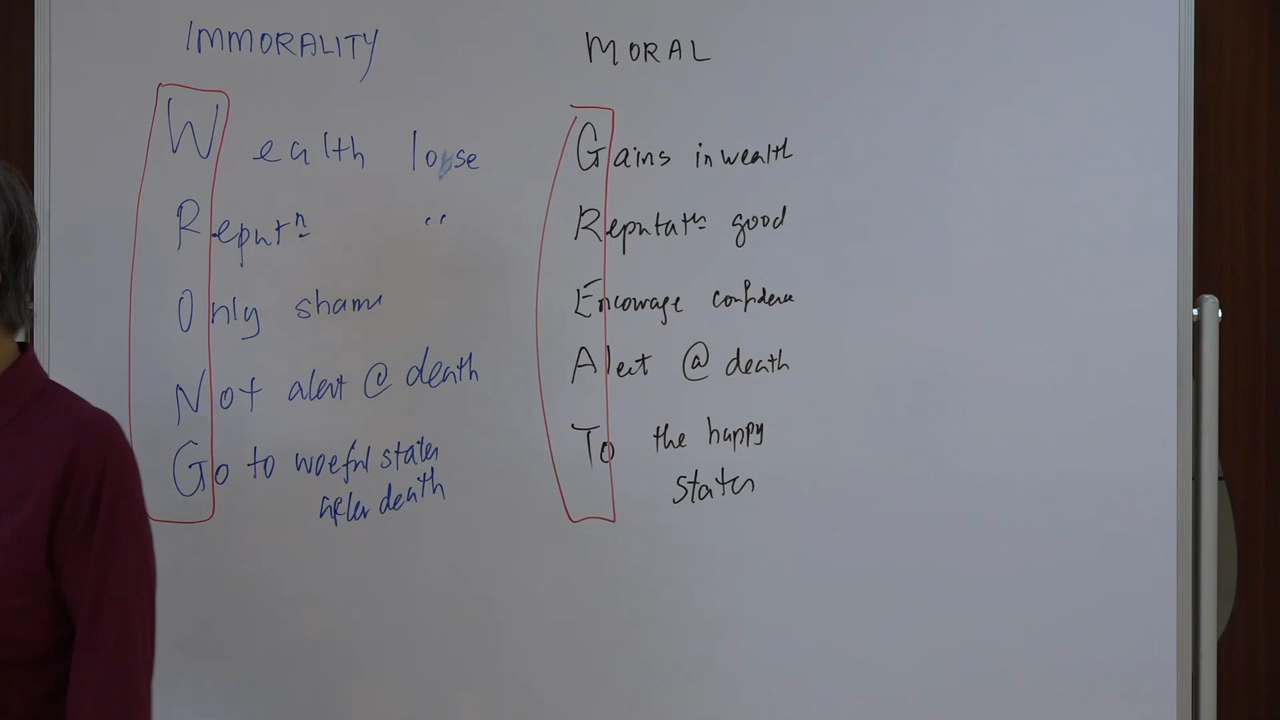 IMMORALITY
Wealth lose
Reputn "
Only shame
Not alert @ death
Go to woeful states
after death
MORAL
Gains in wealth
Reputatn good
Encourage confidence
Alert @ death
To the happy
states